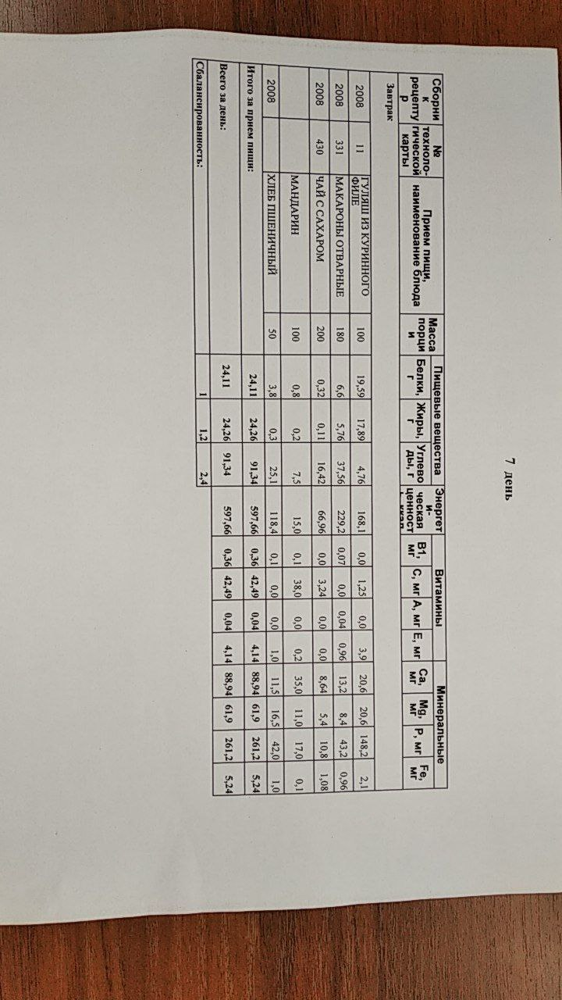 7 день
Сборник рецептур № технологической карты Прием пищи, наименование блюда Масса порции Пищевые вещества Энергетическая ценность, ккал Витамины Минеральные
Белки, г Жиры, г Углеводы, г B1, мг C, мг A, мг E, мг Ca, мг Mg, мг P, мг Fe, мг
Завтрак
2008 11 ГУЛЯШ ИЗ КУРИННОГО ФИЛЕ 100 19,59 17,89 4,76 168,1 0,0 1,25 0,0 3,9 20,6 20,6 148,2 2,1
2008 331 МАКАРОНЫ ОТВАРНЫЕ 180 6,6 5,76 37,56 229,2 0,07 0,0 0,04 0,96 13,2 8,4 43,2 0,96
2008 430 ЧАЙ С САХАРОМ 200 0,32 0,11 16,42 66,96 0,0 3,24 0,0 0,0 8,64 5,4 10,8 1,08
МАНДАРИН 100 0,8 0,2 7,5 15,0 0,1 38,0 0,0 0,2 35,0 11,0 17,0 0,1
2008 ХЛЕБ ПШЕНИЧНЫЙ 50 3,8 0,3 25,1 118,4 0,1 0,0 0,0 1,0 11,5 16,5 42,0 1,0
Итого за прием пищи: 24,11 24,26 91,34 597,66 0,36 42,49 0,04 4,14 88,94 61,9 261,2 5,24
Всего за день: 24,11 24,26 91,34 597,66 0,36 42,49 0,04 4,14 88,94 61,9 261,2 5,24
Сбалансированность: 1 1,2 2,4